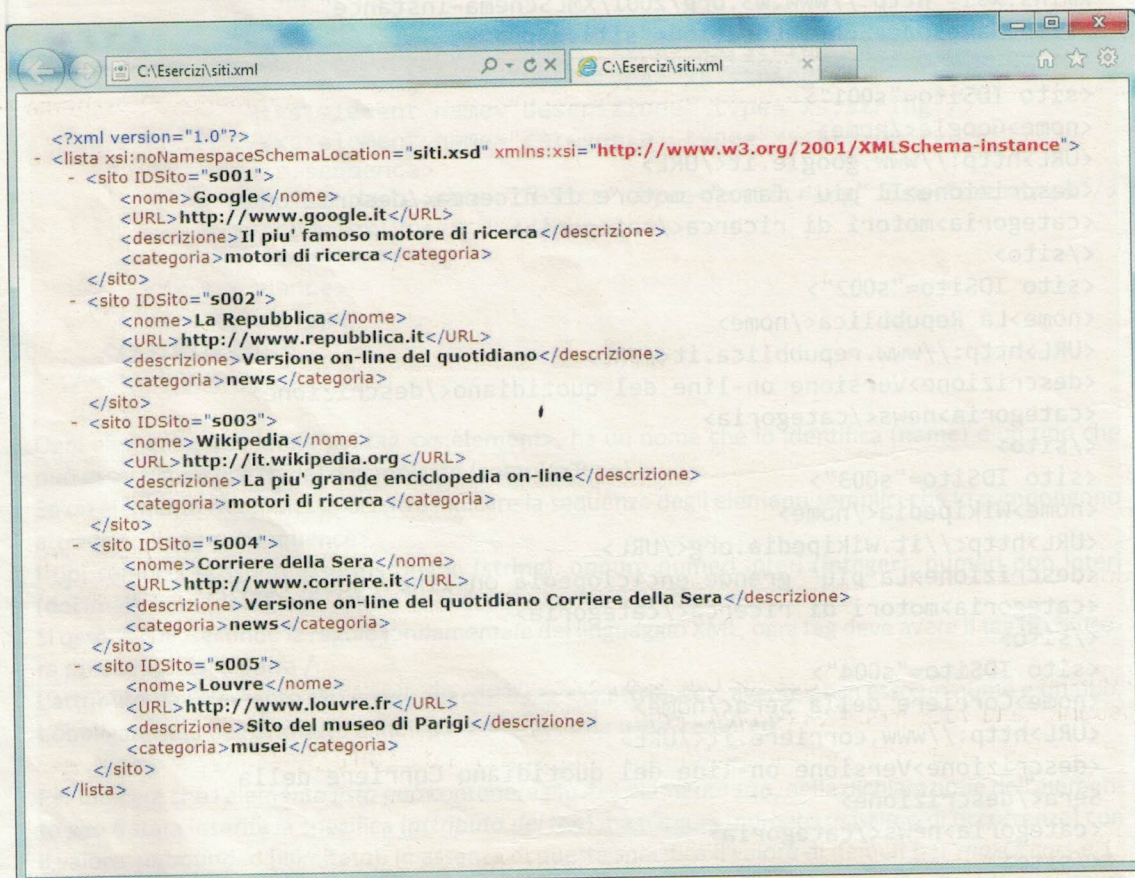 C:\Esercizi\siti.xml
C:\Esercizi\siti.xml
<?xml version="1.0"?>
- <lista xsi:noNamespaceSchemaLocation="siti.xsd" xmlns:xsi="http://www.w3.org/2001/XMLSchema-instance">
- <sito IDSito="s001">
<nome>Google</nome>
<URL>http://www.google.it</URL>
<descrizione>Il piu' famoso motore di ricerca</descrizione>
<categoria>motori di ricerca</categoria>
</sito>
- <sito IDSito="s002">
<nome>La Repubblica</nome>
<URL>http://www.repubblica.it</URL>
<descrizione>Versione on-line del quotidiano</descrizione>
<categoria>news</categoria>
</sito>
- <sito IDSito="s003">
<nome>Wikipedia</nome>
<URL>http://it.wikipedia.org</URL>
<descrizione>La piu' grande enciclopedia on-line</descrizione>
<categoria>motori di ricerca</categoria>
</sito>
- <sito IDSito="s004">
<nome>Corriere della Sera</nome>
<URL>http://www.corriere.it</URL>
<descrizione>Versione on-line del quotidiano Corriere della Sera</descrizione>
<categoria>news</categoria>
</sito>
- <sito IDSito="s005">
<nome>Louvre</nome>
<URL>http://www.louvre.fr</URL>
<descrizione>Sito del museo di Parigi</descrizione>
<categoria>musei</categoria>
</sito>
</lista>